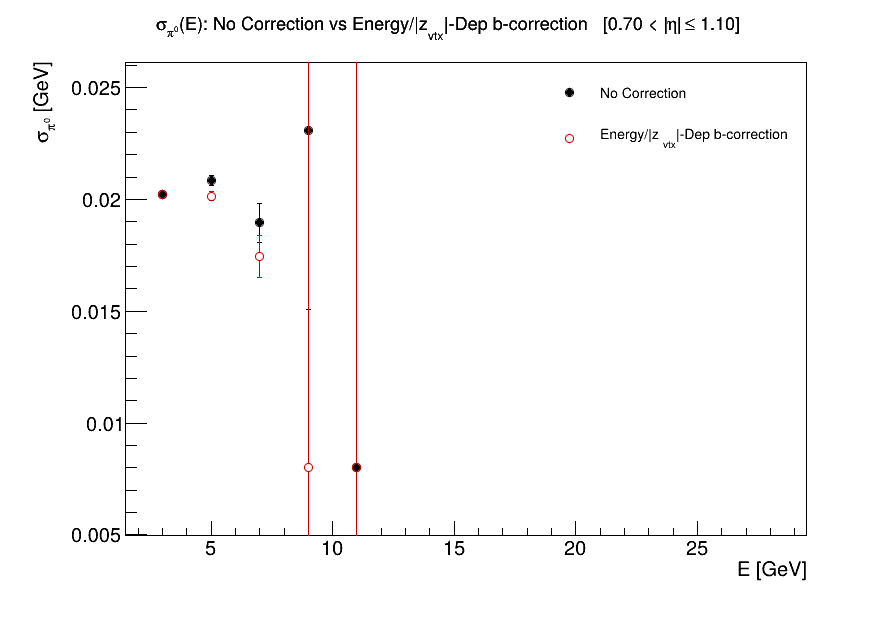 σπ⁰(E): No Correction vs Energy/|zvtx|-Dep b-correction [0.70 < |η| ≤ 1.10]
σπ⁰ [GeV]
0.025
No Correction
Energy/|zvtx|-Dep b-correction
0.02
0.015
0.01
0.005
5 10 15 20 25
E [GeV]